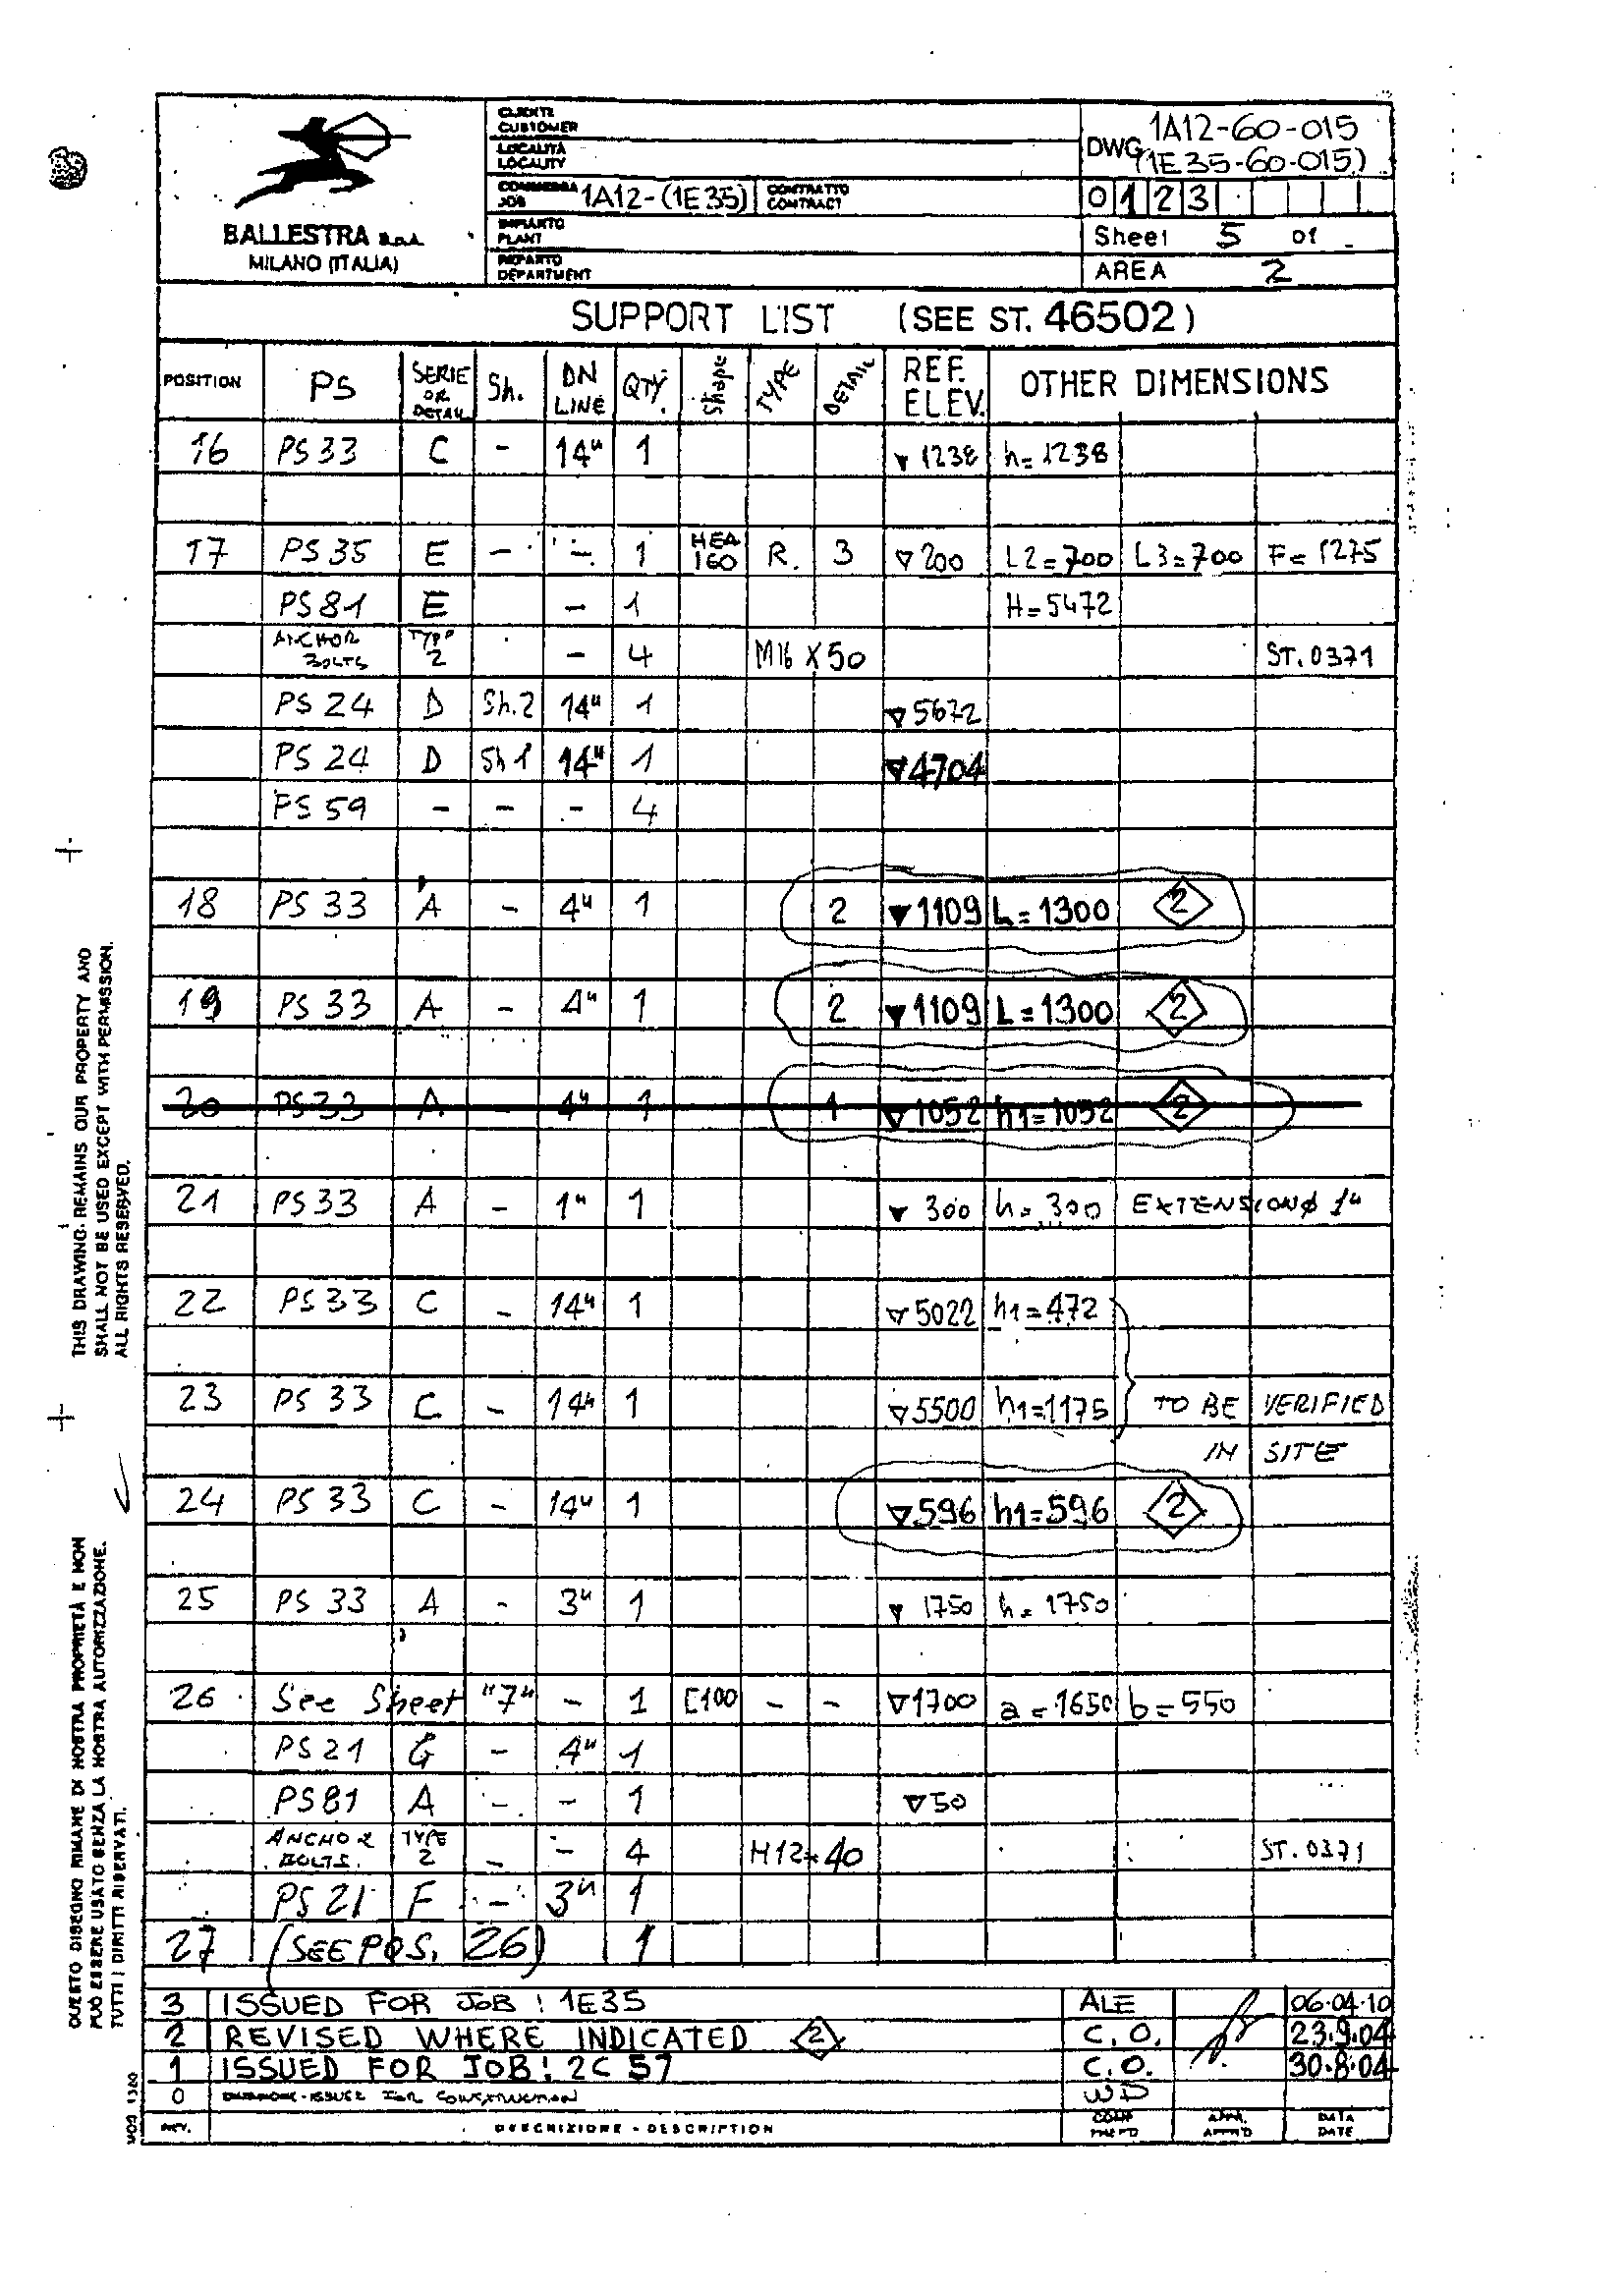 CLIENTE
CUSTOMER
LOCALITÀ
LOCALITY
COMMESSA
JOB 1A12-(1E35) CONTRATTO
CONTRACT
IMPIANTO
PLANT
REPARTO
DEPARTMENT
BALLESTRA S.p.A.
MILANO (ITALIA)
DWG 1A12-60-015
(1E35-60-015)
0 1 2 3
Sheet 5 of
AREA 2
SUPPORT LIST (SEE ST. 46502)
POSITION PS SERIE OR DETAIL Sh. DN LINE QTY. Shape TYPE DETAIL REF. ELEV. OTHER DIMENSIONS
16 PS 33 C - 14" 1 ▼ 1238 h= 1238
17 PS 35 E - - 1 HEA 160 R. 3 ▽ 200 L2=700 L3=700 F= 1275
PS 81 E - 1 H=5472
ANCHOR BOLTS TYPE 2 - 4 M16 X 50 ST. 0371
PS 24 D Sh.2 14" 1 ▽ 5672
PS 24 D Sh 1 14" 1 ▽ 4704
PS 59 - - - 4
18 PS 33 A - 4" 1 2 ▼ 1109 L=1300 2
19 PS 33 A - 4" 1 2 ▼ 1109 L=1300 2
20 PS 33 A - 4" 1 1 ▽ 1052 h1=1052 2
21 PS 33 A - 1" 1 ▼ 300 h= 300 EXTENSION ϕ 1"
22 PS 33 C - 14" 1 ▽ 5022 h1=472
23 PS 33 C - 14" 1 ▽ 5500 h1=1175 TO BE VERIFIED
IN SITE
24 PS 33 C - 14" 1 ▽ 596 h1=596 2
25 PS 33 A - 3" 1 ▼ 1750 h= 1750
26 See Sheet "7" - 1 [100 - - ▽ 1700 a=1650 b=550
PS 21 G - 4" 1
PS 81 A - - 1 ▽ 50
ANCHOR BOLTS. TYPE 2 - - 4 M12x40 ST. 0371
PS 21 F - 3" 1
27 (SEE POS. 26) 1
3 ISSUED FOR JOB: 1E35 ALE 06.04.10
2 REVISED WHERE INDICATED 2 C.O. 23.9.04
1 ISSUED FOR JOB: 2C57 C.O. 30.8.04
0 ISSUED FOR CONSTRUCTION WP
REV. DESCRIZIONE - DESCRIPTION COMP. PREP'D APPR. APPR'D DATA DATE
THIS DRAWING REMAINS OUR PROPERTY AND
SHALL NOT BE USED EXCEPT WITH PERMISSION.
ALL RIGHTS RESERVED.
QUESTO DISEGNO RIMANE DI NOSTRA PROPRIETÀ E NON
PUÒ ESSERE USATO SENZA LA NOSTRA AUTORIZZAZIONE.
TUTTI I DIRITTI RISERVATI.
MOD. 1320